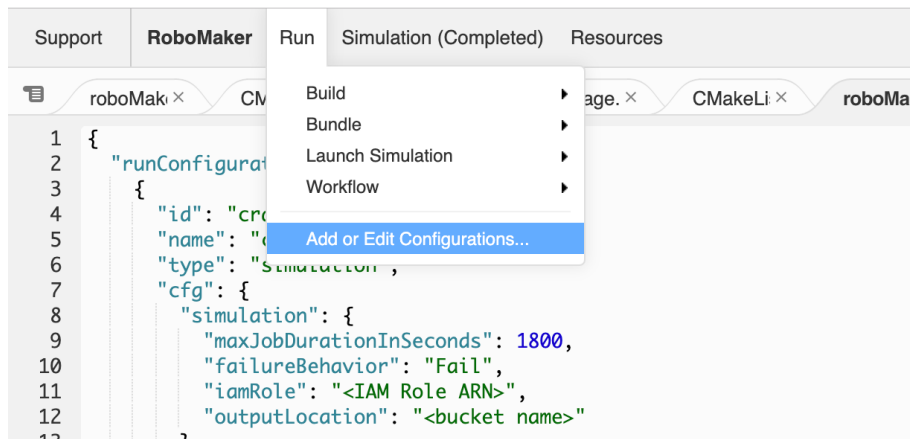 Support RoboMaker Run Simulation (Completed) Resources
roboMak CM age. CMakeLi roboMa
Build
Bundle
Launch Simulation
Workflow
Add or Edit Configurations...
1 {
2 "runConfigurat
3 {
4 "id": "cro
5 "name": "
6 "type": "simulation",
7 "cfg": {
8 "simulation": {
9 "maxJobDurationInSeconds": 1800,
10 "failureBehavior": "Fail",
11 "iamRole": "<IAM Role ARN>",
12 "outputLocation": "<bucket name>"
13 }